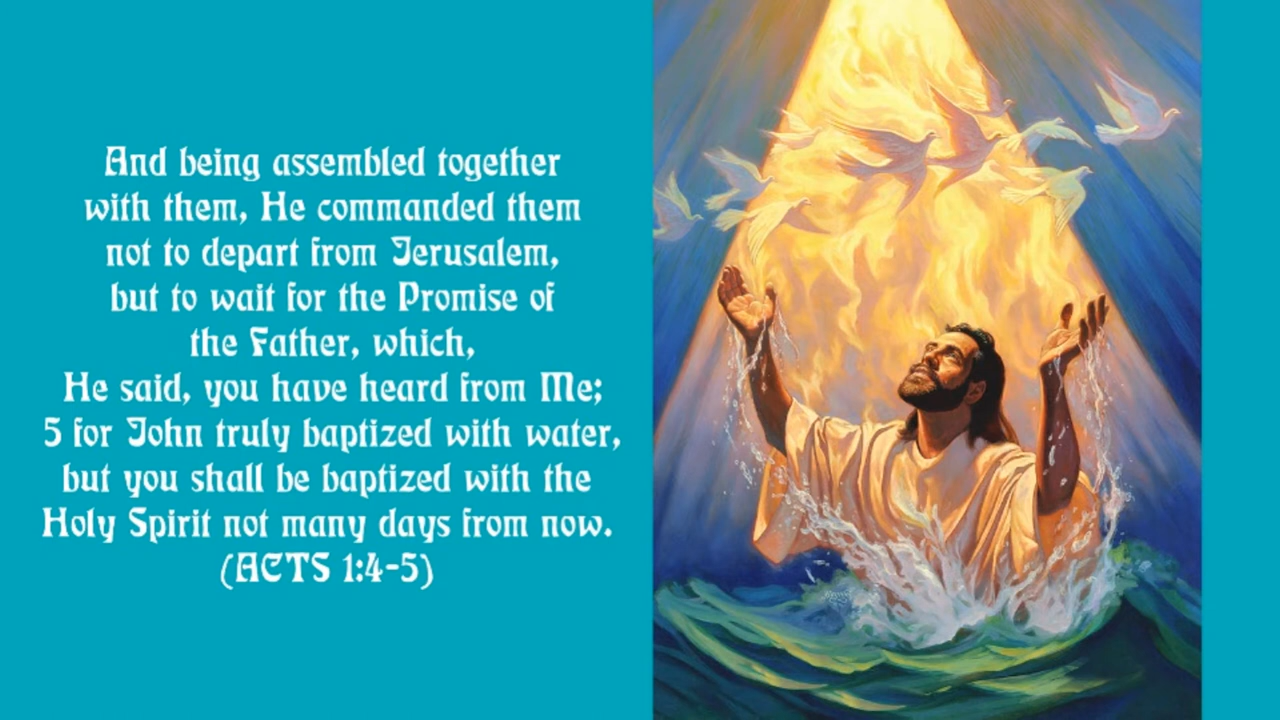 And being assembled together
with them, He commanded them
not to depart from Jerusalem,
but to wait for the Promise of
the Father, which,
He said, you have heard from Me;
5 for John truly baptized with water,
but you shall be baptized with the
Holy Spirit not many days from now.
(ACTS 1:4-5)